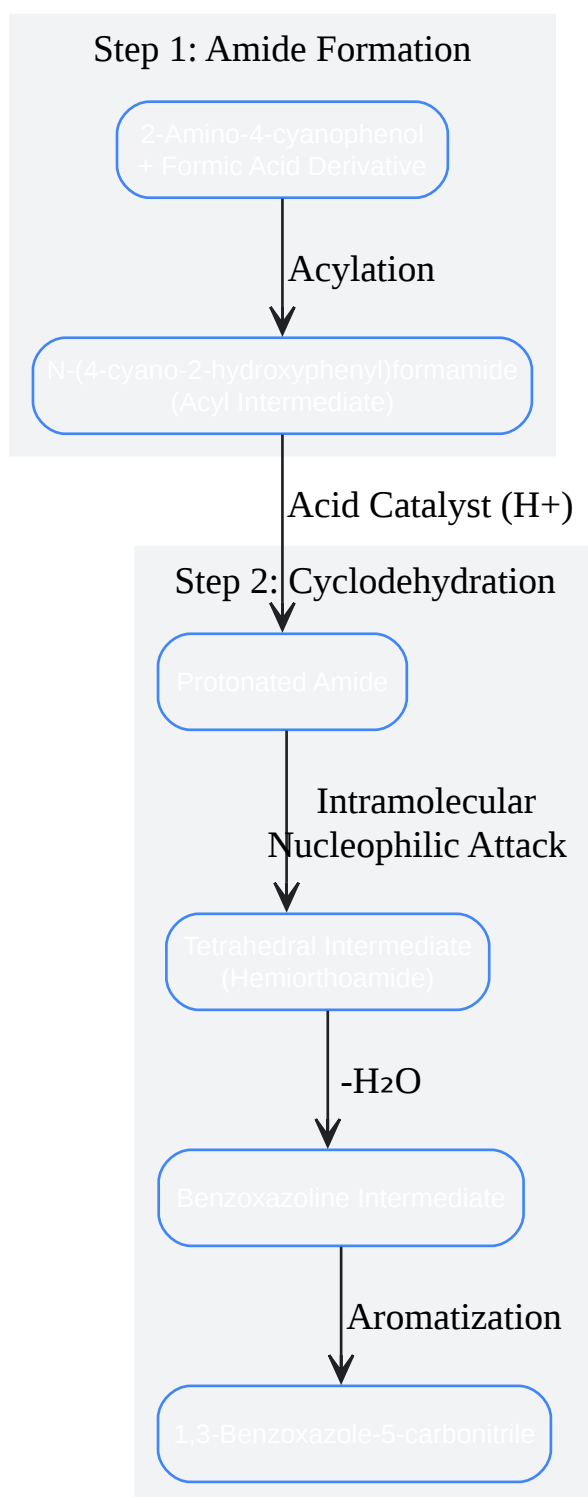 Step 1: Amide Formation
2-Amino-4-cyanophenol
+ Formic Acid Derivative
Acylation
N-(4-cyano-2-hydroxyphenyl)formamide
(Acyl Intermediate)
Acid Catalyst (H+)
Step 2: Cyclodehydration
Protonated Amide
Intramolecular
Nucleophilic Attack
Tetrahedral Intermediate
(Hemiorthoamide)
-H₂O
Benzoxazoline Intermediate
Aromatization
1,3-Benzoxazole-5-carbonitrile